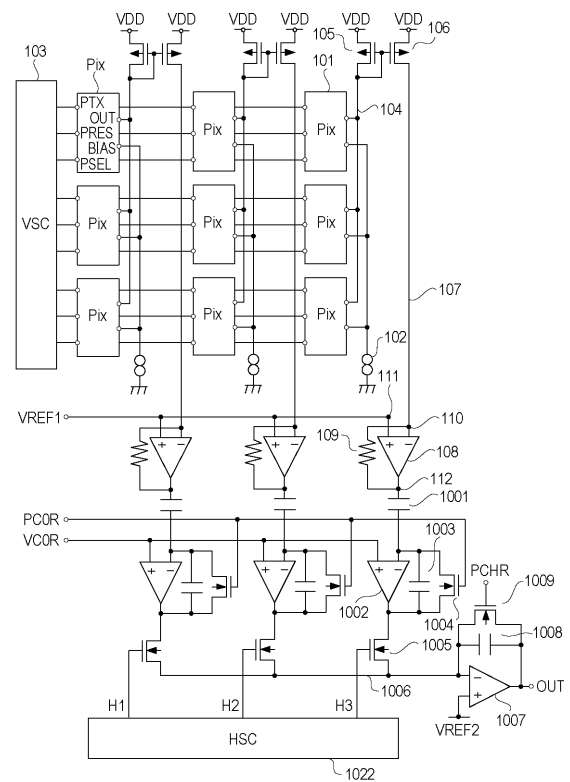 VDD VDD VDD VDD VDD VDD
103 105 106
Pix 101
PTX
OUT 104
PRES Pix Pix
BIAS
PSEL
VSC Pix Pix Pix
107
Pix Pix Pix
102
111
VREF1 110
109 108
112
1001
PC0R
VC0R 1003
PCHR
1009
1002 1004 1008
1005
1006 OUT
H1 H2 H3 1007
VREF2
HSC
1022